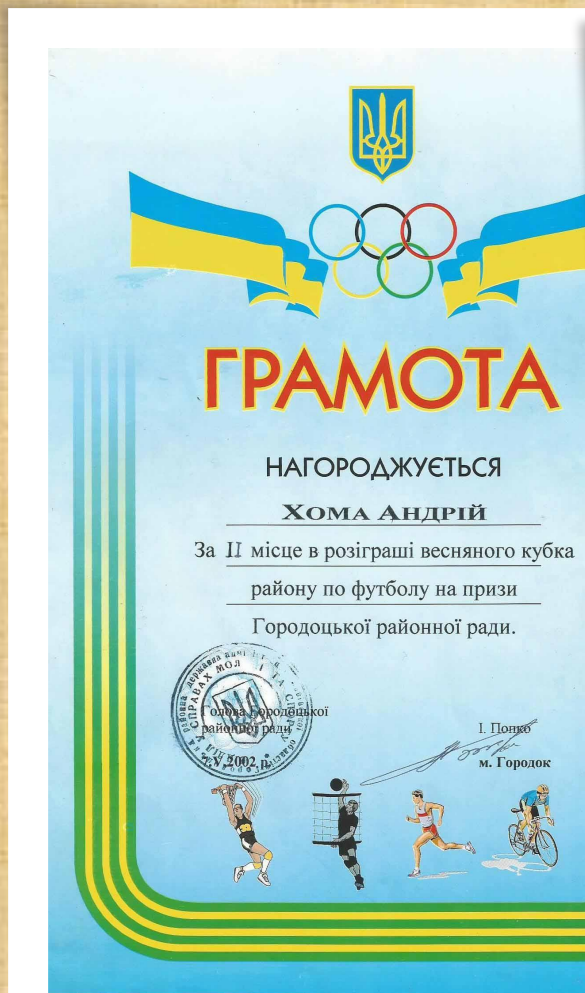 ГРАМОТА
НАГОРОДЖУЄТЬСЯ
ХОМА АНДРІЙ
За II місце в розіграші весняного кубка
району по футболу на призи
Городоцької районної ради.
Голова Городоцької
районної ради
І. Попко
V.2002 р.
м. Городок